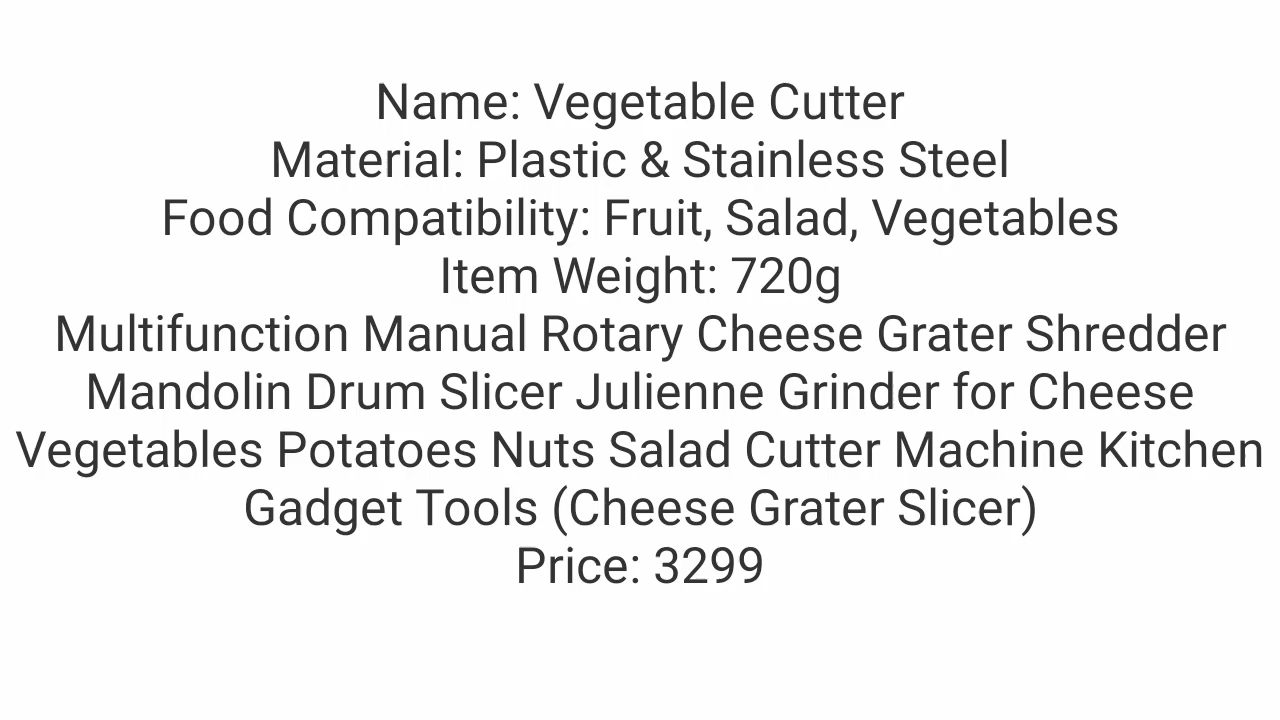 Name: Vegetable Cutter
Material: Plastic & Stainless Steel
Food Compatibility: Fruit, Salad, Vegetables
Item Weight: 720g
Multifunction Manual Rotary Cheese Grater Shredder
Mandolin Drum Slicer Julienne Grinder for Cheese
Vegetables Potatoes Nuts Salad Cutter Machine Kitchen
Gadget Tools (Cheese Grater Slicer)
Price: 3299